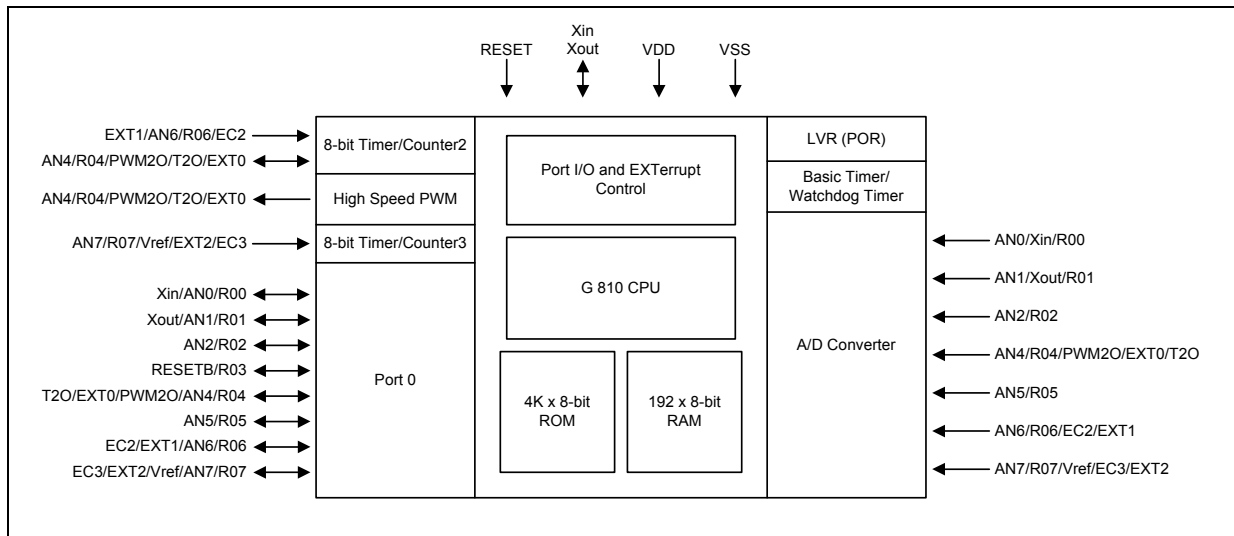 RESET
Xin
Xout
VDD
VSS
EXT1/AN6/R06/EC2
AN4/R04/PWM2O/T2O/EXT0
AN4/R04/PWM2O/T2O/EXT0
AN7/R07/Vref/EXT2/EC3
Xin/AN0/R00
Xout/AN1/R01
AN2/R02
RESETB/R03
T2O/EXT0/PWM2O/AN4/R04
AN5/R05
EC2/EXT1/AN6/R06
EC3/EXT2/Vref/AN7/R07
8-bit Timer/Counter2
High Speed PWM
8-bit Timer/Counter3
Port 0
Port I/O and EXTerrupt
Control
G 810 CPU
4K x 8-bit
ROM
192 x 8-bit
RAM
LVR (POR)
Basic Timer/
Watchdog Timer
A/D Converter
AN0/Xin/R00
AN1/Xout/R01
AN2/R02
AN4/R04/PWM2O/EXT0/T2O
AN5/R05
AN6/R06/EC2/EXT1
AN7/R07/Vref/EC3/EXT2